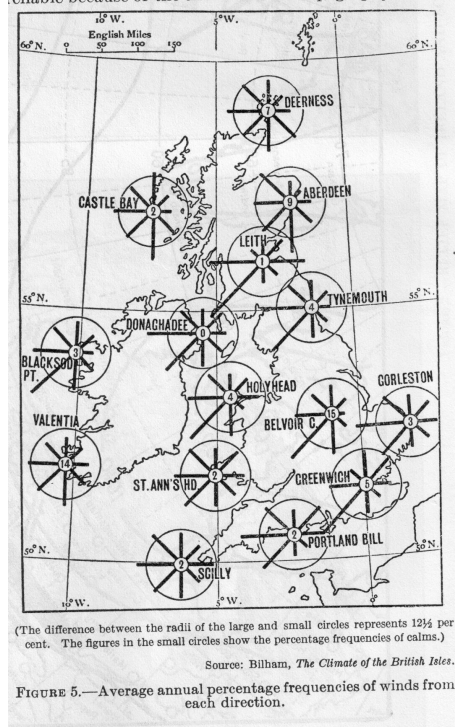 10°W.
5°W.
0°
English Miles
0 50 100 150
60°N.
60°N.
DEERNESS
7
CASTLE BAY
2
ABERDEEN
9
LEITH
1
55°N.
55°N.
TYNEMOUTH
4
DONACHADEE
0
BLACKSOD
PT.
3
HOLYHEAD
4
CORLESTON
3
BELVOIR C.
15
VALENTIA
14
ST. ANN'S HD.
2
GREENWICH
5
50°N.
50°N.
PORTLAND BILL
2
SCILLY
2
10°W.
5°W.
0°
(The difference between the radii of the large and small circles represents 12½ per
cent. The figures in the small circles show the percentage frequencies of calms.)
Source: Bilham, The Climate of the British Isles.
FIGURE 5.—Average annual percentage frequencies of winds from
each direction.